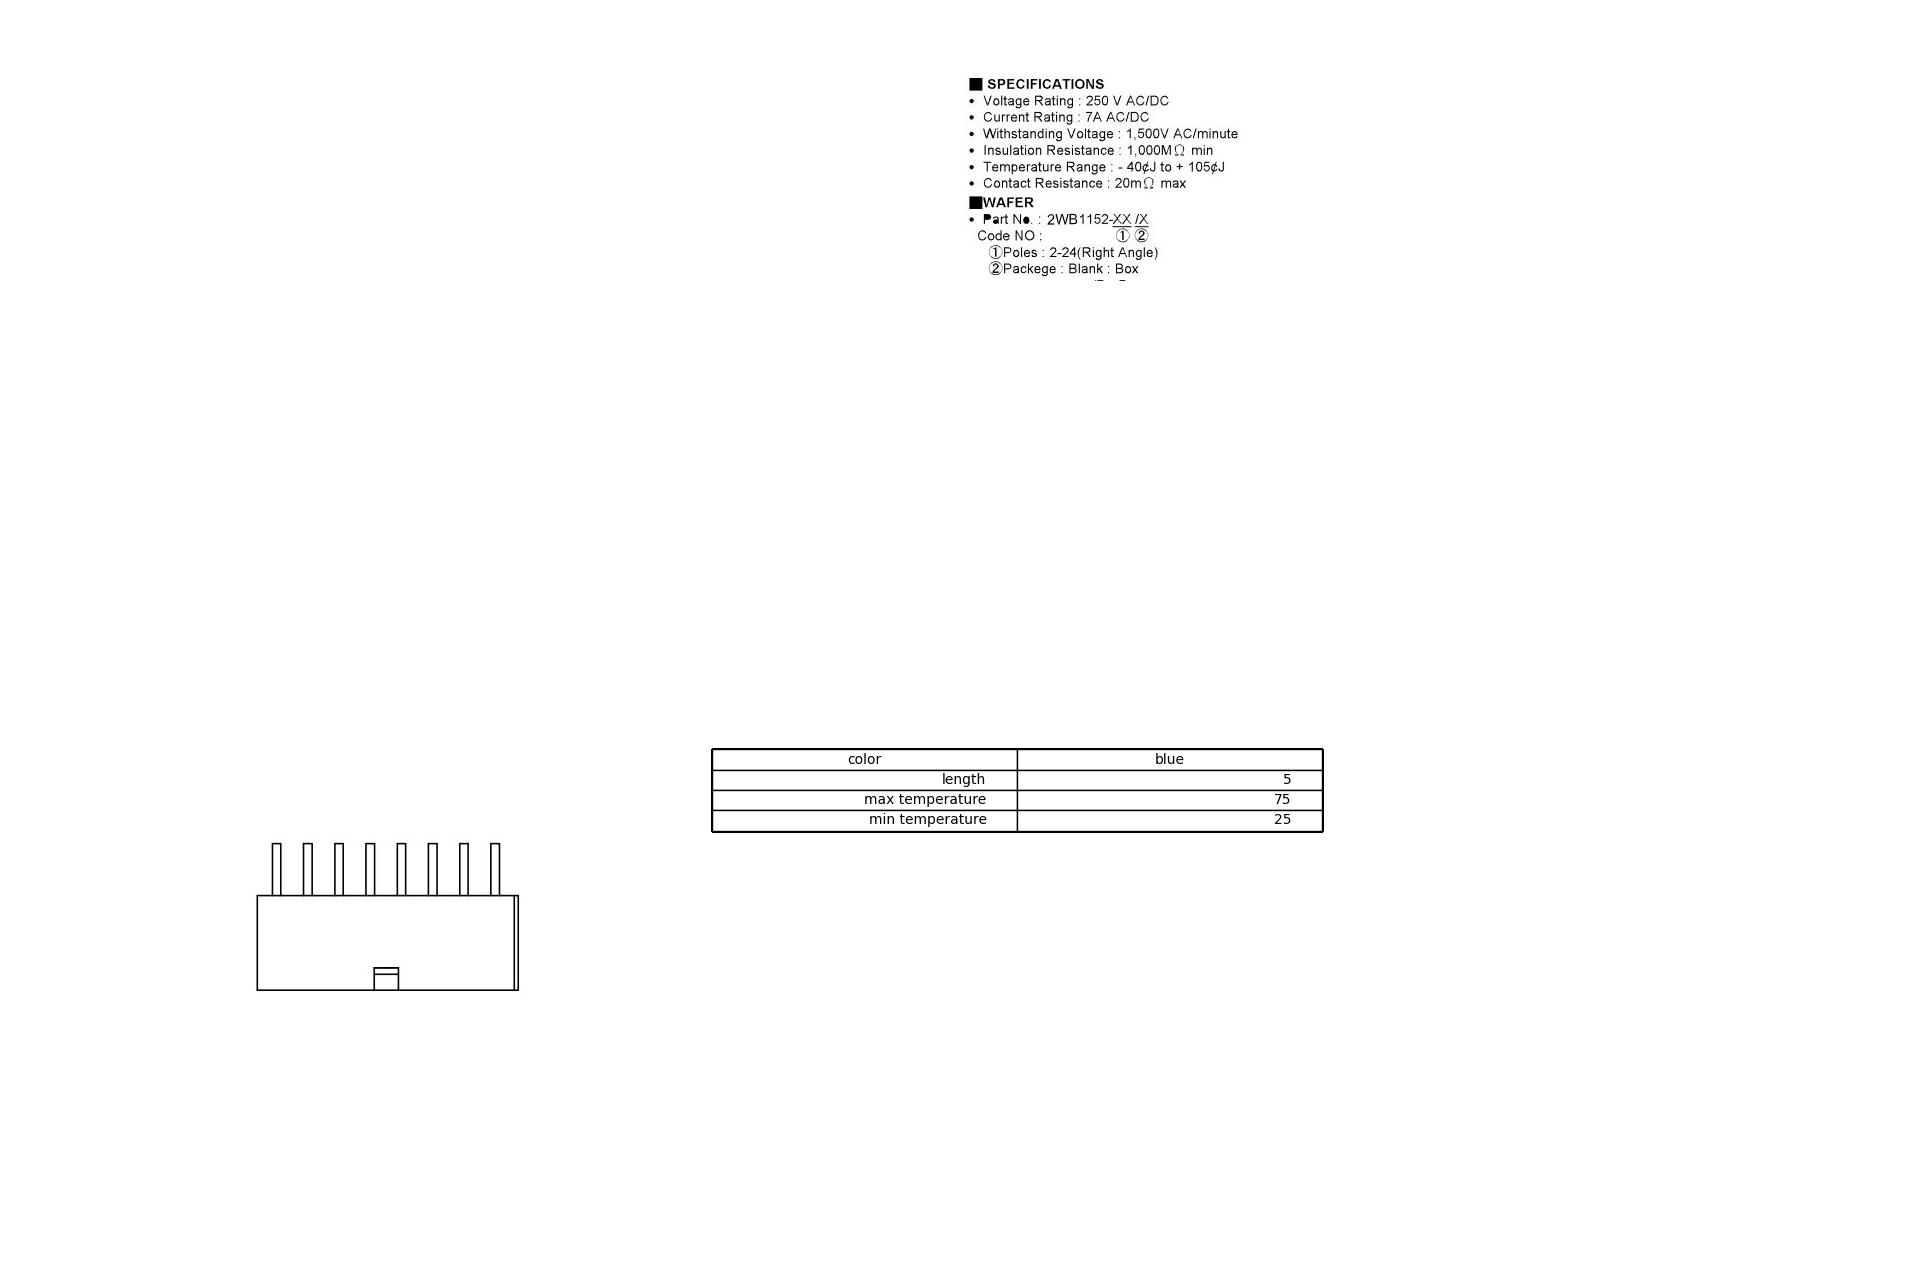 ■ SPECIFICATIONS
• Voltage Rating : 250 V AC/DC
• Current Rating : 7A AC/DC
• Withstanding Voltage : 1,500V AC/minute
• Insulation Resistance : 1,000MΩ min
• Temperature Range : - 40¢J to + 105¢J
• Contact Resistance : 20mΩ max
■WAFER
• Part No. : 2WB1152-XX /X
Code NO : ① ②
①Poles : 2-24(Right Angle)
②Packege : Blank : Box
color blue
length 5
max temperature 75
min temperature 25